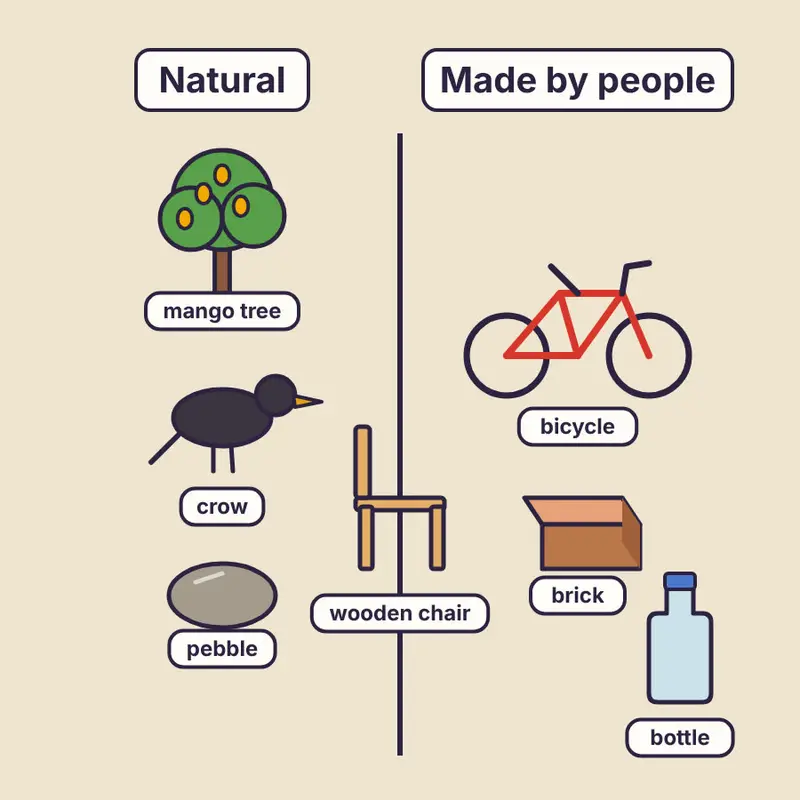 Natural
Made by people
mango tree
bicycle
crow
brick
wooden chair
pebble
bottle